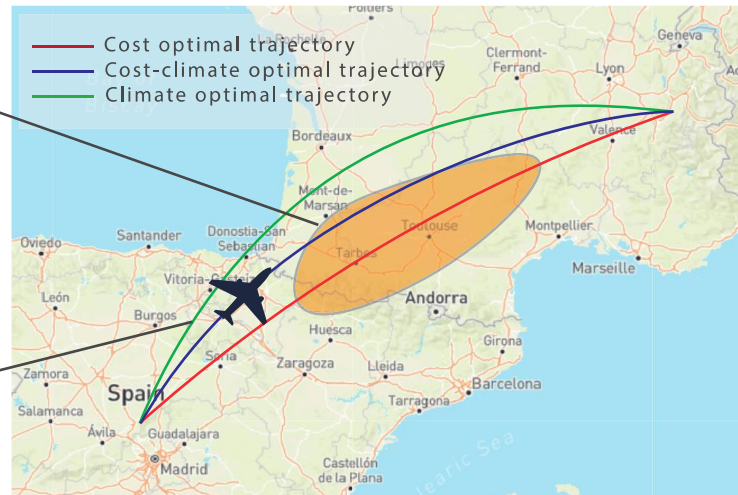 Poitiers
Geneva
Cost optimal trajectory
La Rochelle
Clermont-
Ferrand
Cost-climate optimal trajectory
Limoges
Lyon
Climate optimal trajectory
Bordeaux
Valence
Mont-de-
Marsan
Oviedo
Santander
Donostia-San
Sebastian
Toulouse
Montpellier
Tarbes
Marseille
Vitoria-Gasteiz
León
Burgos
Andorra
Huesca
Girona
Soria
Zaragoza
Lleida
Zamora
Barcelona
Spain
Tarragona
Salamanca
Ávila
Guadalajara
Madrid
Castellón
de la Plana
Sea